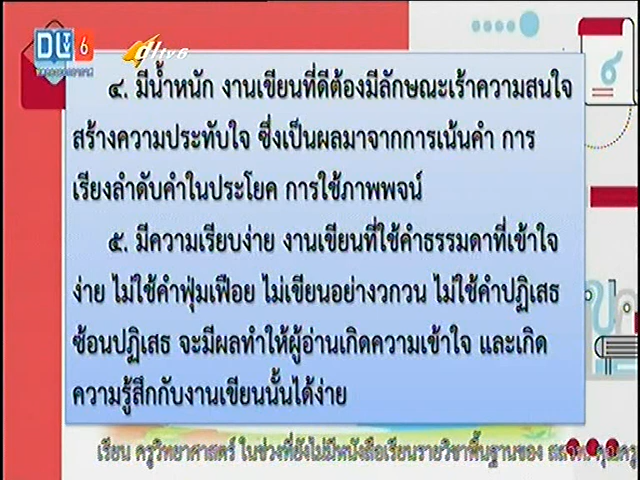 DLTV 6
dltv 6
๔. มีน้ำหนัก งานเขียนที่ดีต้องมีลักษณะเร้าความสนใจ
สร้างความประทับใจ ซึ่งเป็นผลมาจากการเน้นคำ การ
เรียงลำดับคำในประโยค การใช้ภาพพจน์
๕. มีความเรียบง่าย งานเขียนที่ใช้คำธรรมดาที่เข้าใจ
ง่าย ไม่ใช้คำฟุ่มเฟือย ไม่เขียนอย่างวกวน ไม่ใช้คำปฏิเสธ
ซ้อนปฏิเสธ จะมีผลทำให้ผู้อ่านเกิดความเข้าใจ และเกิด
ความรู้สึกกับงานเขียนนั้นได้ง่าย
เรียน ครูวิทยาศาสตร์ ในช่วงที่ยังไม่มีหนังสือเรียนรายวิชาพื้นฐานของ สสวท. คุณครู